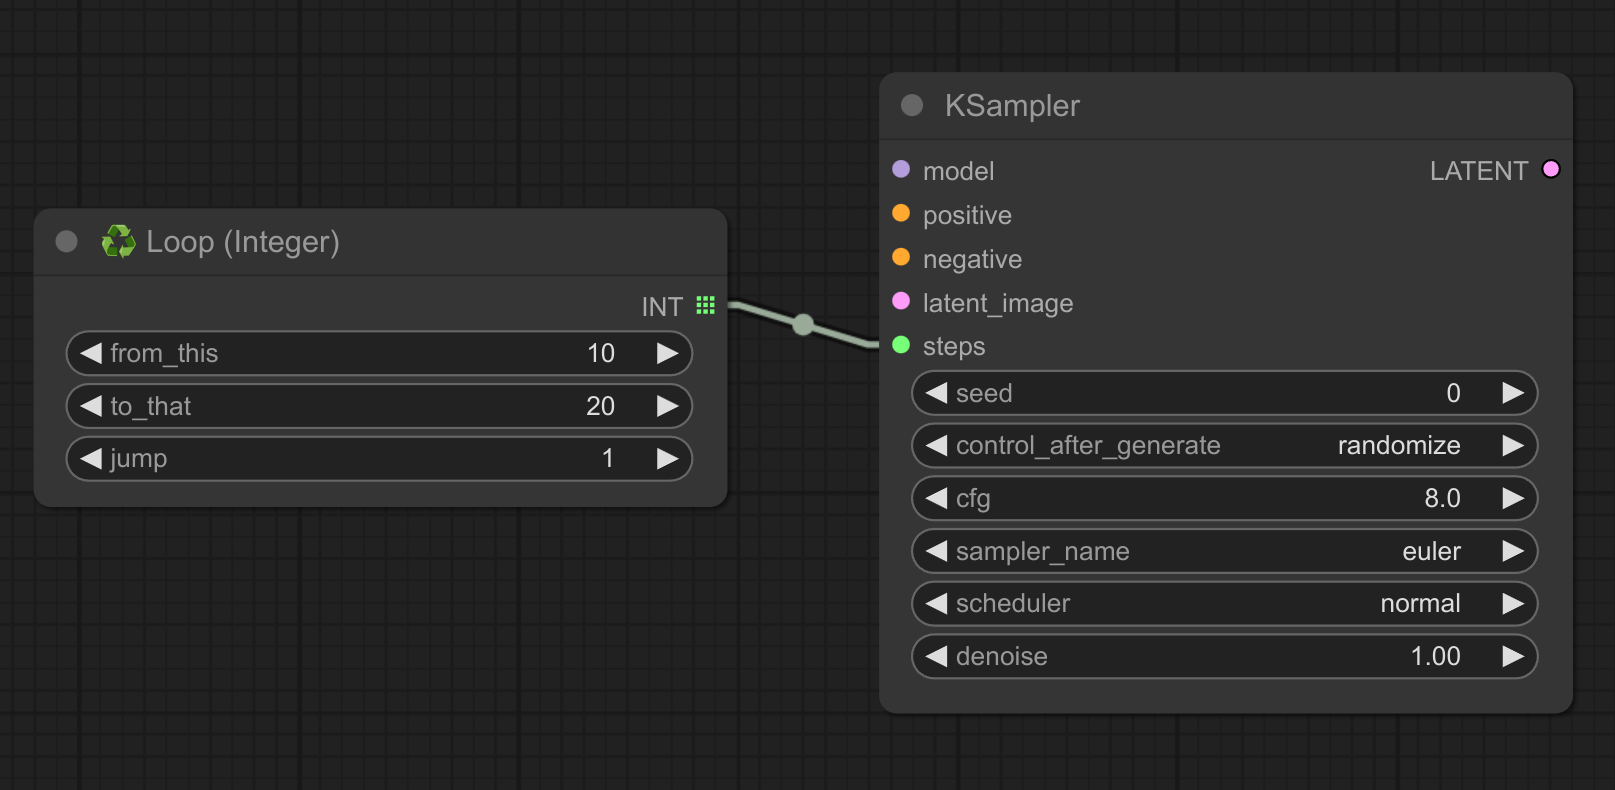 Loop (Integer)
INT
from_this 10
to_that 20
jump 1
KSampler
model LATENT
positive
negative
latent_image
steps
seed 0
control_after_generate randomize
cfg 8.0
sampler_name euler
scheduler normal
denoise 1.00